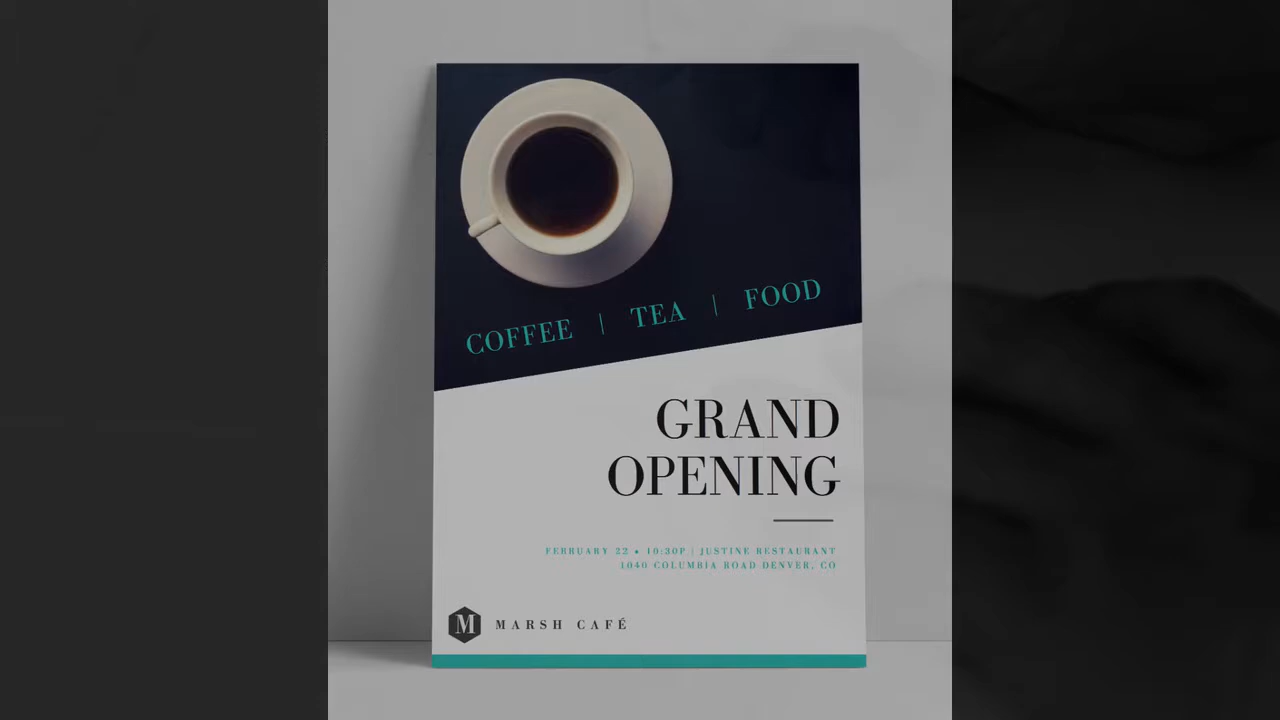 COFFEE | TEA | FOOD
GRAND
OPENING
FEBRUARY 22 • 10:30P | JUSTINE RESTAURANT
1040 COLUMBIA ROAD DENVER, CO
M MARSH CAFÉ